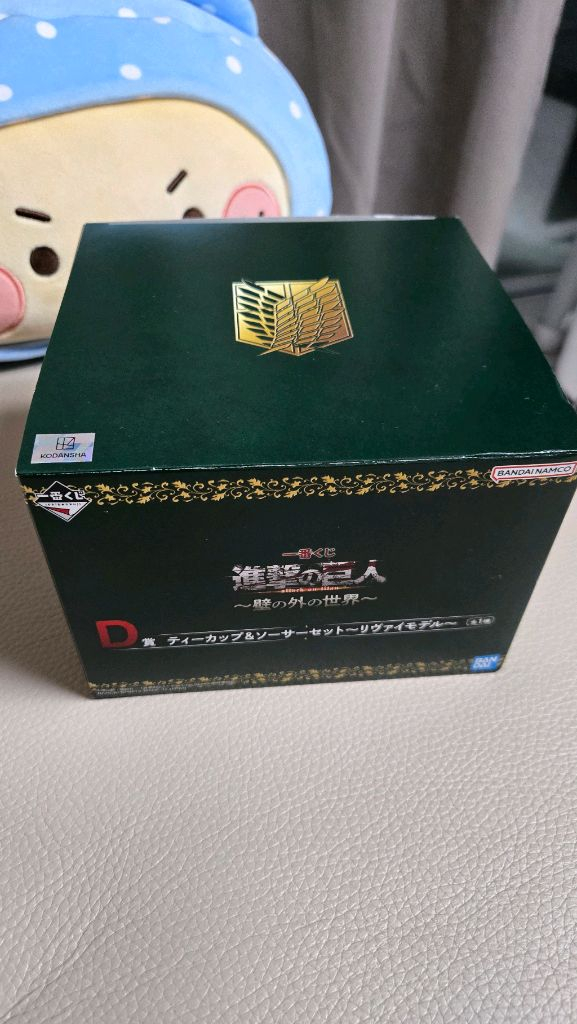 KODANSHA
BANDAI NAMCO
一番くじ
一番くじ
進撃の巨人
attack on titan
～壁の外の世界～
D賞 ティーカップ&ソーサーセット～リヴァイモデル～ 全1種
BAN
DAI